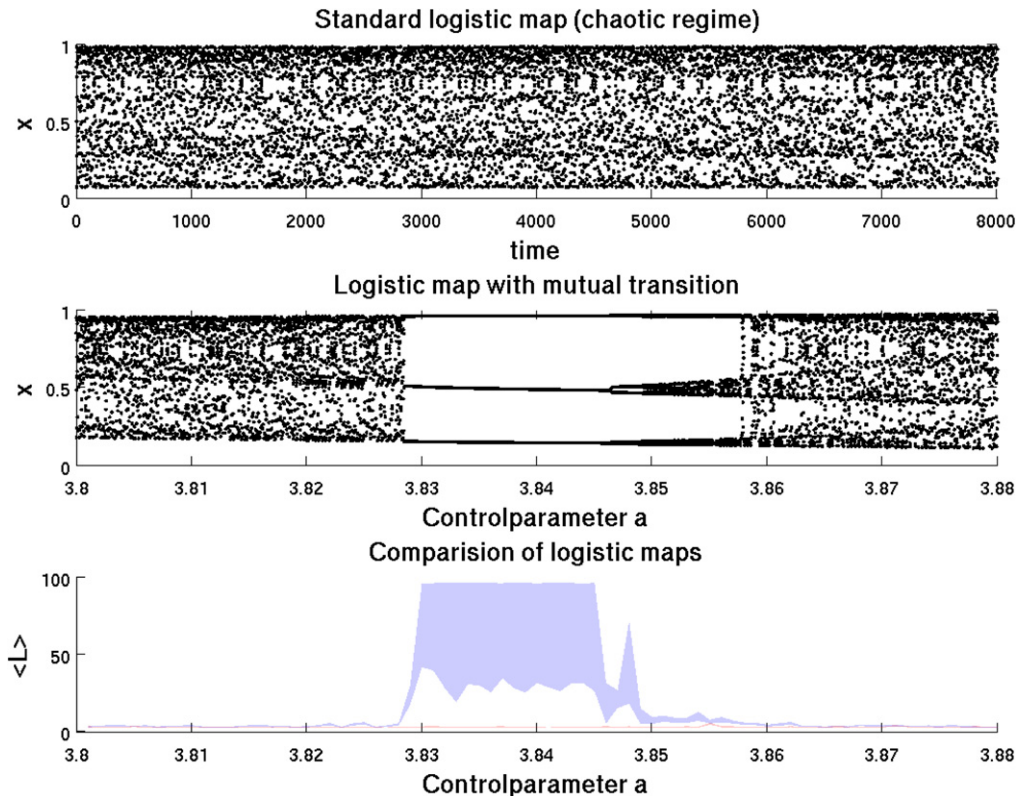 Standard logistic map (chaotic regime)
1
0.5
0
x
0 1000 2000 3000 4000 5000 6000 7000 8000
time
Logistic map with mutual transition
1
0.5
0
x
3.8 3.81 3.82 3.83 3.84 3.85 3.86 3.87 3.88
Controlparameter a
Comparision of logistic maps
100
50
0
<L>
3.8 3.81 3.82 3.83 3.84 3.85 3.86 3.87 3.88
Controlparameter a